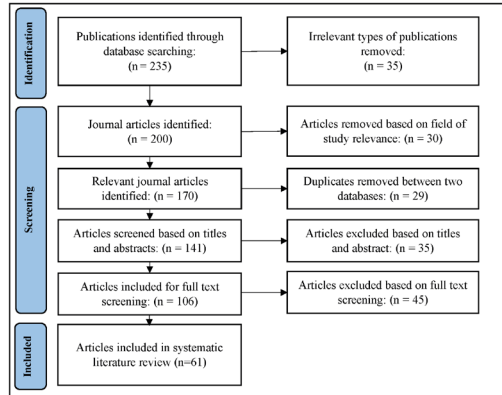 Identification
Publications identified through
database searching:
(n = 235)
Irrelevant types of publications
removed:
(n = 35)
Screening
Journal articles identified:
(n = 200)
Articles removed based on field of
study relevance: (n = 30)
Relevant journal articles
identified: (n = 170)
Duplicates removed between two
databases: (n = 29)
Articles screened based on titles
and abstracts: (n = 141)
Articles excluded based on titles
and abstract: (n = 35)
Articles included for full text
screening: (n = 106)
Articles excluded based on full text
screening: (n = 45)
Included
Articles included in systematic
literature review (n=61)